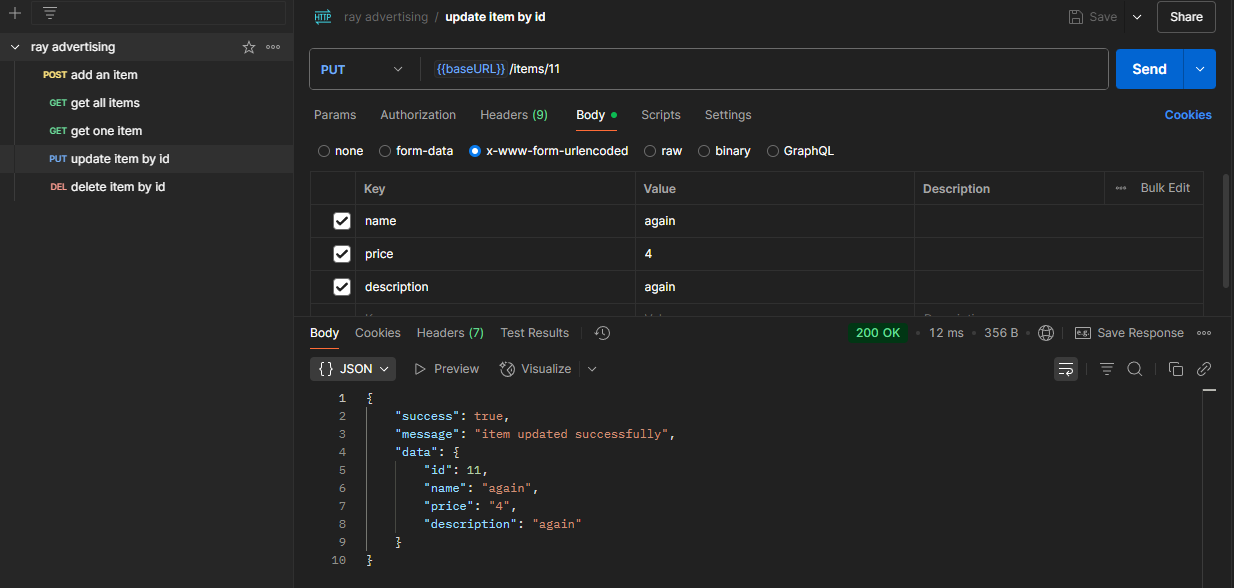 ray advertising
POST add an item
GET get all items
GET get one item
PUT update item by id
DEL delete item by id
HTTP ray advertising / update item by id
Save
Share
PUT {{baseURL}} /items/11
Send
Params Authorization Headers (9) Body Scripts Settings Cookies
none form-data x-www-form-urlencoded raw binary GraphQL
Key Value Description Bulk Edit
name again
price 4
description again
Body Cookies Headers (7) Test Results 200 OK 12 ms 356 B e.g. Save Response
{} JSON Preview Visualize
1 {
2 "success": true,
3 "message": "item updated successfully",
4 "data": {
5 "id": 11,
6 "name": "again",
7 "price": "4",
8 "description": "again"
9 }
10 }